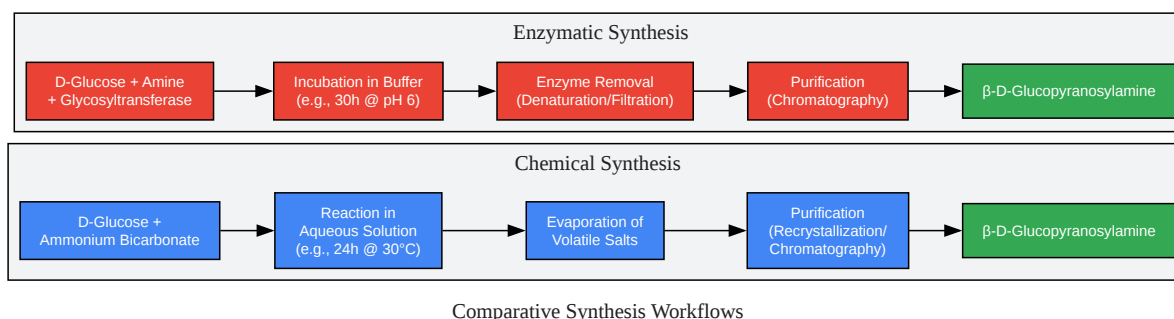 Enzymatic Synthesis
D-Glucose + Amine
+ Glycosyltransferase
Incubation in Buffer
(e.g., 30h @ pH 6)
Enzyme Removal
(Denaturation/Filtration)
Purification
(Chromatography)
β-D-Glucopyranosylamine
Chemical Synthesis
D-Glucose +
Ammonium Bicarbonate
Reaction in
Aqueous Solution
(e.g., 24h @ 30°C)
Evaporation of
Volatile Salts
Purification
(Recrystallization/
Chromatography)
β-D-Glucopyranosylamine
Comparative Synthesis Workflows